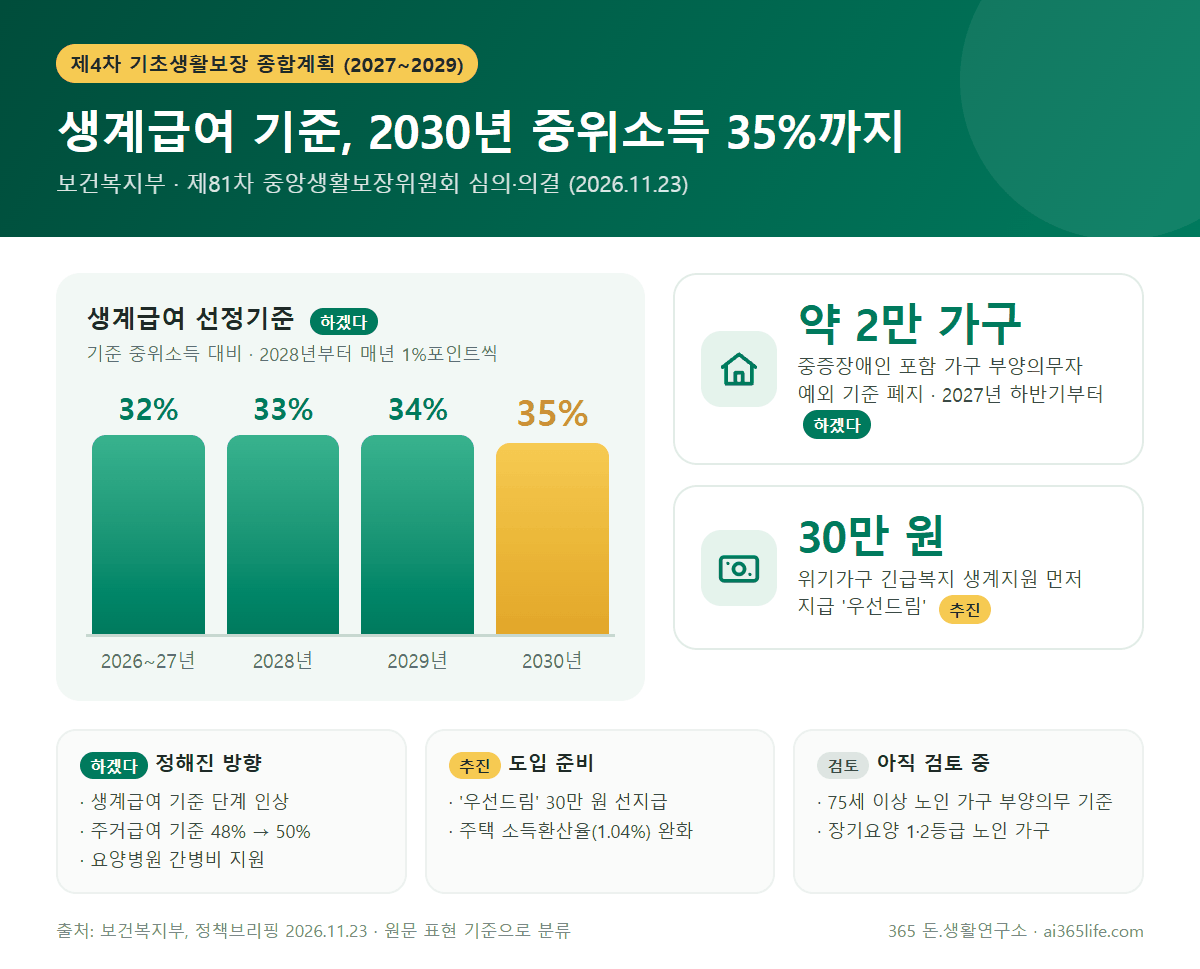 제4차 기초생활보장 종합계획 (2027~2029)
생계급여 기준, 2030년 중위소득 35%까지
보건복지부 · 제81차 중앙생활보장위원회 심의·의결 (2026.11.23)
생계급여 선정기준 하겠다
기준 중위소득 대비 · 2028년부터 매년 1%포인트씩
32% 33% 34% 35%
2026~27년 2028년 2029년 2030년
약 2만 가구
중증장애인 포함 가구 부양의무자
예외 기준 폐지 · 2027년 하반기부터
하겠다
30만 원
위기가구 긴급복지 생계지원 먼저
지급 '우선드림' 추진
하겠다 정해진 방향
· 생계급여 기준 단계 인상
· 주거급여 기준 48% → 50%
· 요양병원 간병비 지원
추진 도입 준비
· '우선드림' 30만 원 선지급
· 주택 소득환산율(1.04%) 완화
검토 아직 검토 중
· 75세 이상 노인 가구 부양의무 기준
· 장기요양 1·2등급 노인 가구
출처: 보건복지부, 정책브리핑 2026.11.23 · 원문 표현 기준으로 분류
365 돈.생활연구소 · ai365life.com